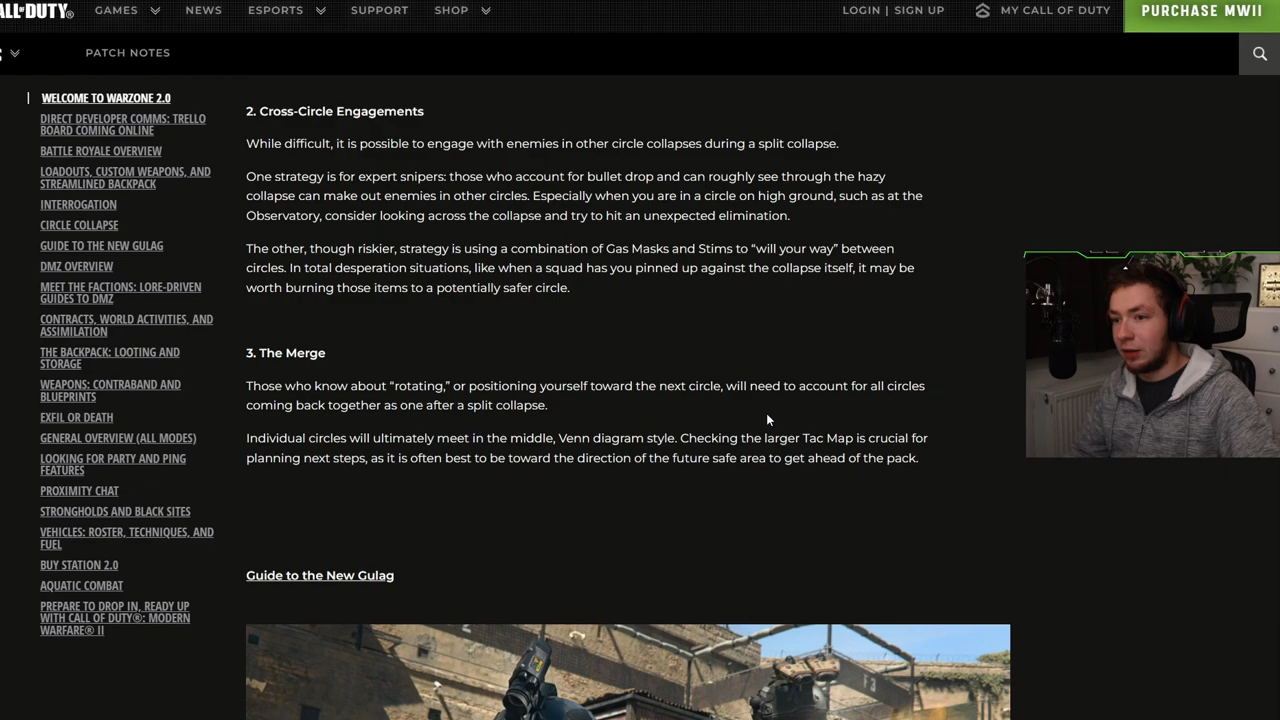 CALL OF DUTY®
GAMES
NEWS
ESPORTS
SUPPORT
SHOP
LOGIN | SIGN UP
MY CALL OF DUTY
PURCHASE MWII
PATCH NOTES
WELCOME TO WARZONE 2.0
DIRECT DEVELOPER COMMS: TRELLO
BOARD COMING ONLINE
BATTLE ROYALE OVERVIEW
LOADOUTS, CUSTOM WEAPONS, AND
STREAMLINED BACKPACK
INTERROGATION
CIRCLE COLLAPSE
GUIDE TO THE NEW GULAG
DMZ OVERVIEW
MEET THE FACTIONS: LORE-DRIVEN
GUIDES TO DMZ
CONTRACTS, WORLD ACTIVITIES, AND
ASSIMILATION
THE BACKPACK: LOOTING AND
STORAGE
WEAPONS: CONTRABAND AND
BLUEPRINTS
EXFIL OR DEATH
GENERAL OVERVIEW (ALL MODES)
LOOKING FOR PARTY AND PING
FEATURES
PROXIMITY CHAT
STRONGHOLDS AND BLACK SITES
VEHICLES: ROSTER, TECHNIQUES, AND
FUEL
BUY STATION 2.0
AQUATIC COMBAT
PREPARE TO DROP IN, READY UP
WITH CALL OF DUTY®: MODERN
WARFARE® II
2. Cross-Circle Engagements
While difficult, it is possible to engage with enemies in other circle collapses during a split collapse.
One strategy is for expert snipers: those who account for bullet drop and can roughly see through the hazy
collapse can make out enemies in other circles. Especially when you are in a circle on high ground, such as at the
Observatory, consider looking across the collapse and try to hit an unexpected elimination.
The other, though riskier, strategy is using a combination of Gas Masks and Stims to “will your way” between
circles. In total desperation situations, like when a squad has you pinned up against the collapse itself, it may be
worth burning those items to a potentially safer circle.
3. The Merge
Those who know about “rotating,” or positioning yourself toward the next circle, will need to account for all circles
coming back together as one after a split collapse.
Individual circles will ultimately meet in the middle, Venn diagram style. Checking the larger Tac Map is crucial for
planning next steps, as it is often best to be toward the direction of the future safe area to get ahead of the pack.
Guide to the New Gulag
F3